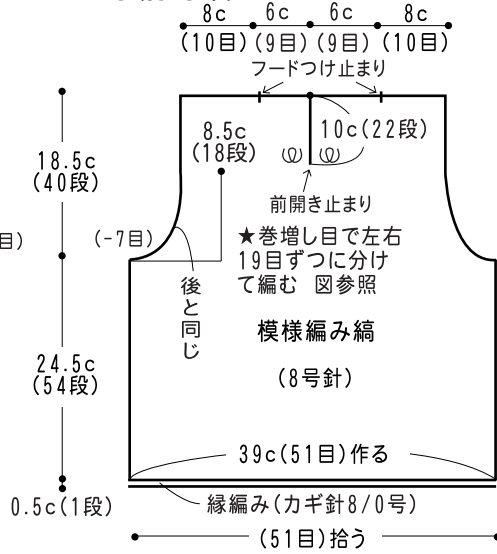 8c 6c 6c 8c
(10目) (9目) (9目) (10目)
フードつけ止まり
10c(22段)
8.5c
(18段)
18.5c
(40段)
前開き止まり
目)
(-7目)
★巻増し目で左右
19目ずつに分け
て編む 図参照
後と同じ
模様編み縞
(8号針)
24.5c
(54段)
39c(51目)作る
0.5c(1段)
縁編み(カギ針8/0号)
(51目)拾う